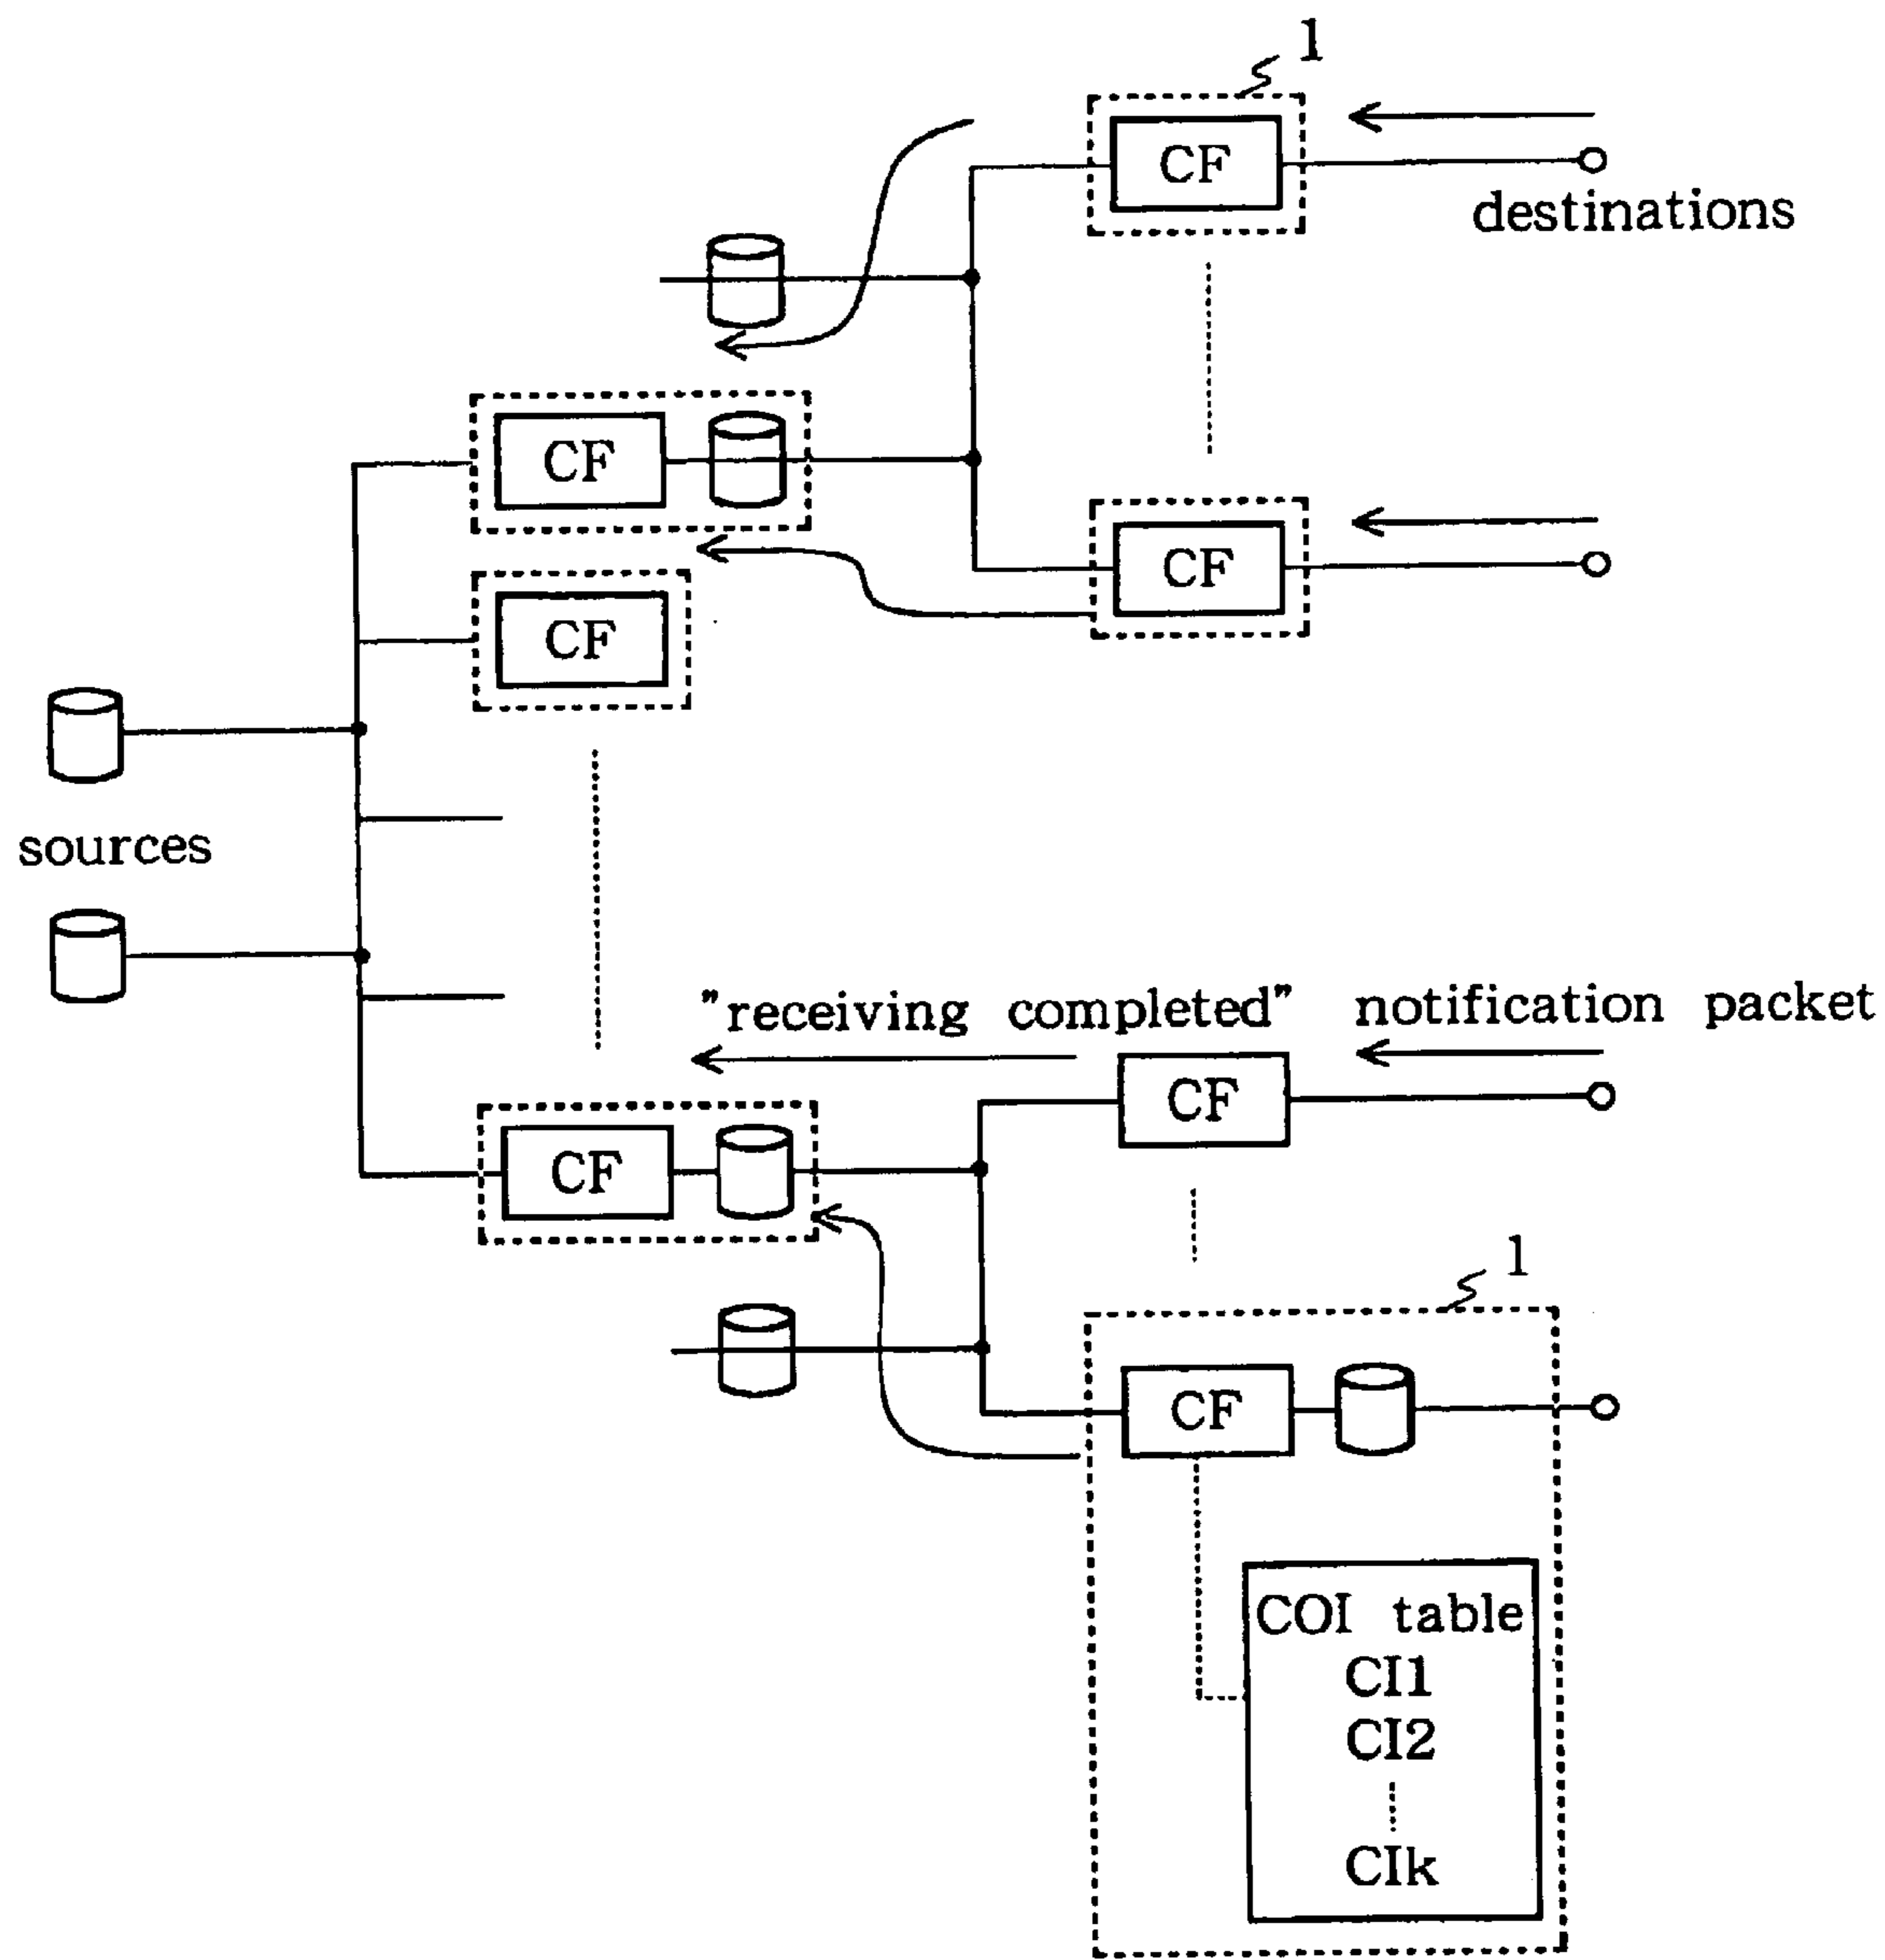 1
CF
destinations
CF
CF
CF
sources
"receiving completed" notification packet
CF
CF
1
CF
COI table
CI1
CI2
CIk